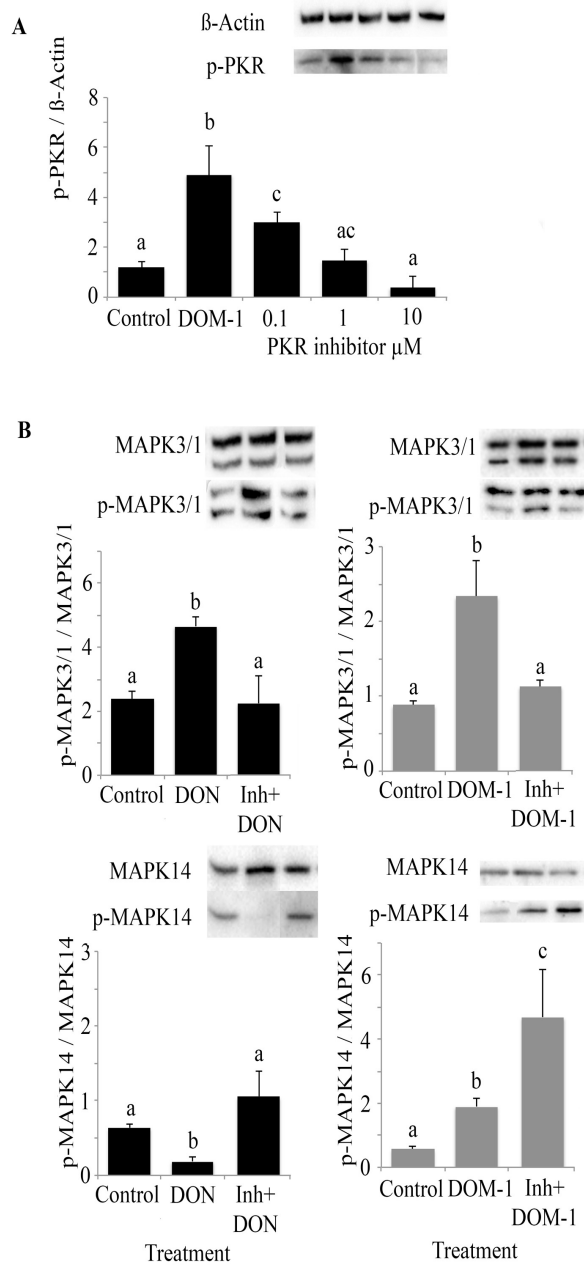 A
ß-Actin
p-PKR
p-PKR / ß-Actin
8
6
4
2
0
a
b
c
ac
a
Control DOM-1 0.1 1 10
PKR inhibitor µM
B
MAPK3/1
p-MAPK3/1
p-MAPK3/1 / MAPK3/1
6
4
2
0
a
b
a
Control DON Inh+
DON
MAPK3/1
p-MAPK3/1
p-MAPK3/1 / MAPK3/1
3
2
1
0
a
b
a
Control DOM-1 Inh+
DOM-1
MAPK14
p-MAPK14
p-MAPK14 / MAPK14
3
2
1
0
a
b
a
Control DON Inh+
DON
Treatment
MAPK14
p-MAPK14
p-MAPK14 / MAPK14
6
4
2
0
a
b
c
Control DOM-1 Inh+
DOM-1
Treatment